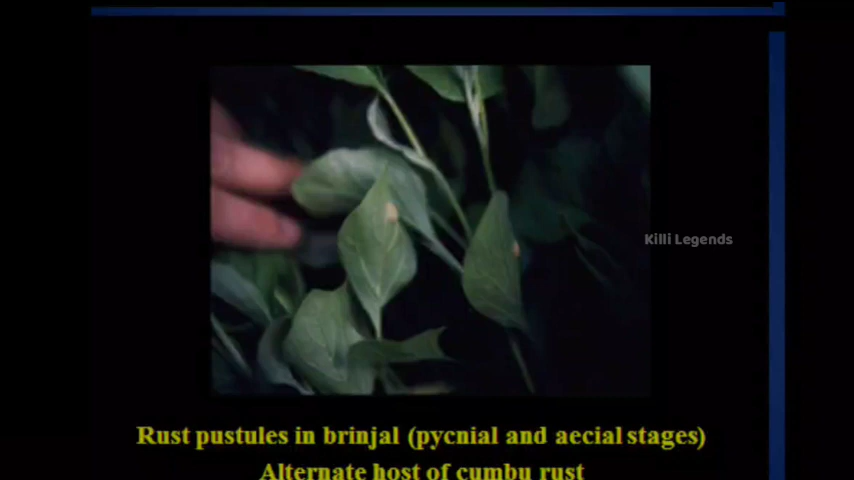 Killi Legends
Rust pustules in brinjal (pycnial and aecial stages)
Alternate host of cumbu rust